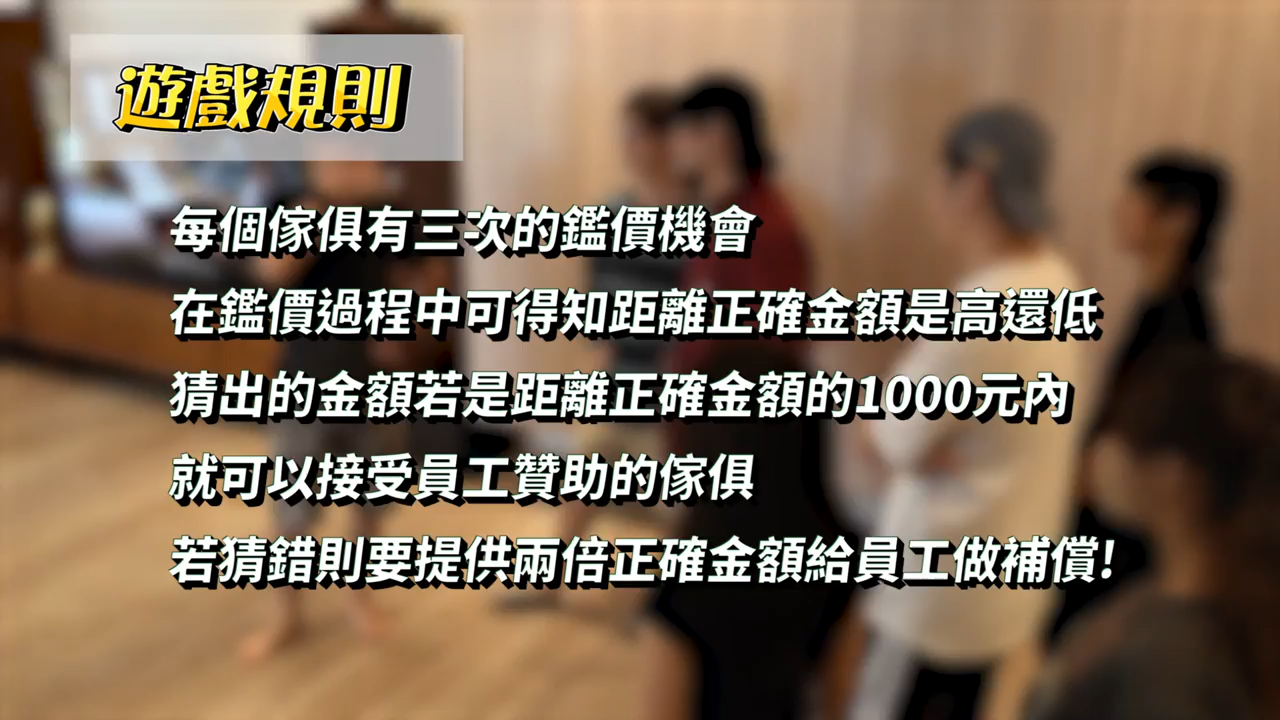 遊戲規則
每個傢俱有三次的鑑價機會
在鑑價過程中可得知距離正確金額是高還低
猜出的金額若是距離正確金額的1000元內
就可以接受員工贊助的傢俱
若猜錯則要提供兩倍正確金額給員工做補償!